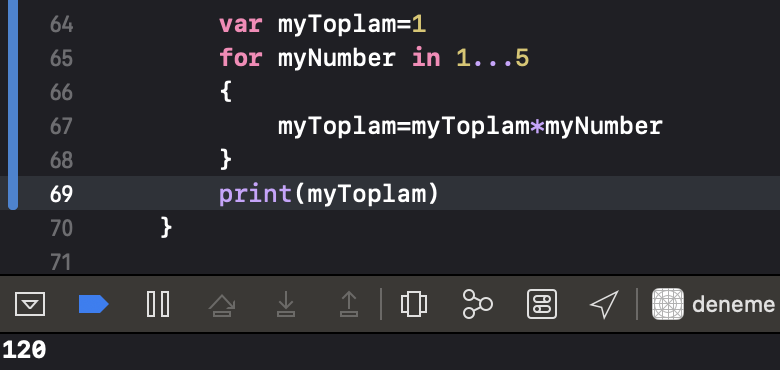 64 var myToplam=1
65 for myNumber in 1...5
66 {
67 myToplam=myToplam*myNumber
68 }
69 print(myToplam)
70 }
71
deneme
120